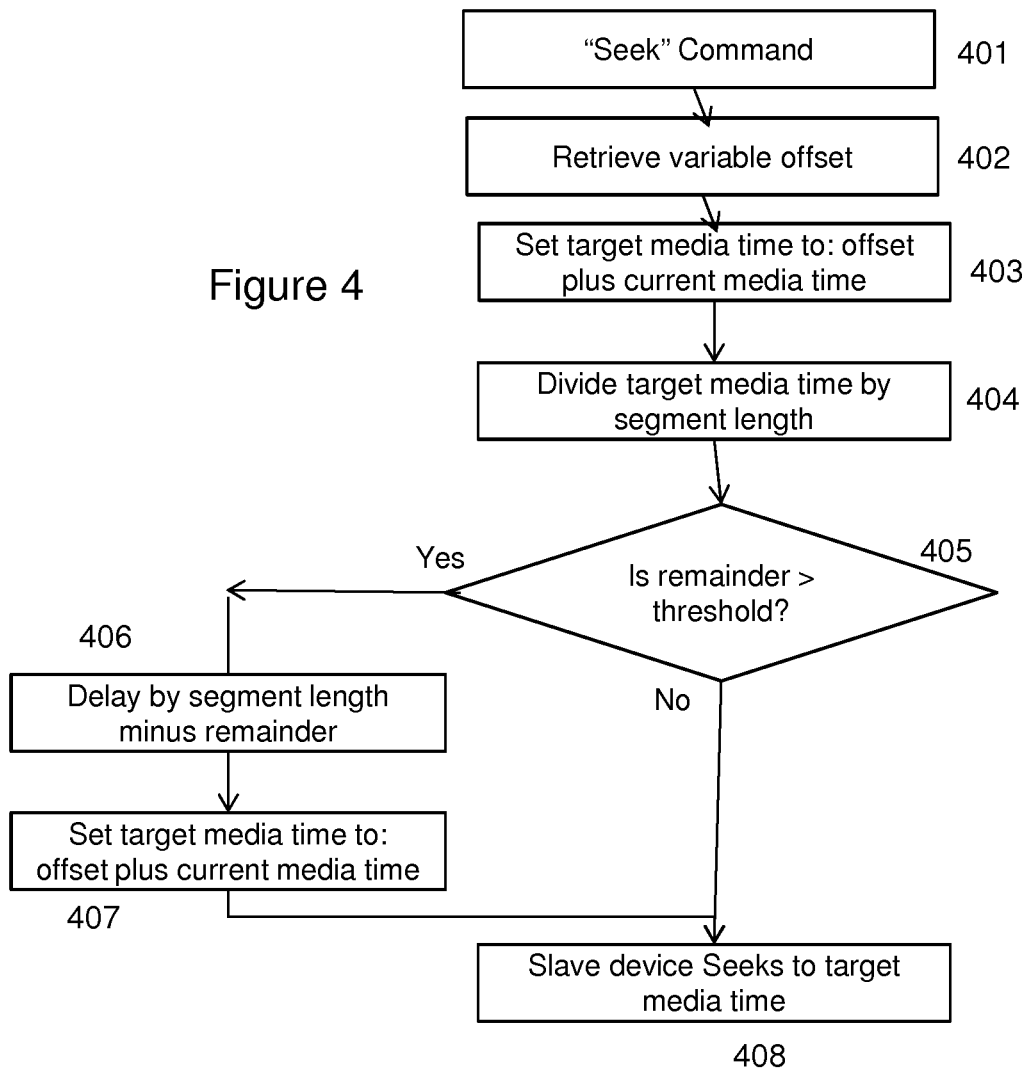 “Seek” Command
401
Retrieve variable offset
402
Set target media time to: offset
plus current media time
403
Figure 4
Divide target media time by
segment length
404
405
Yes
Is remainder >
threshold?
406
No
Delay by segment length
minus remainder
Set target media time to:
offset plus current media time
407
Slave device Seeks to target
media time
408